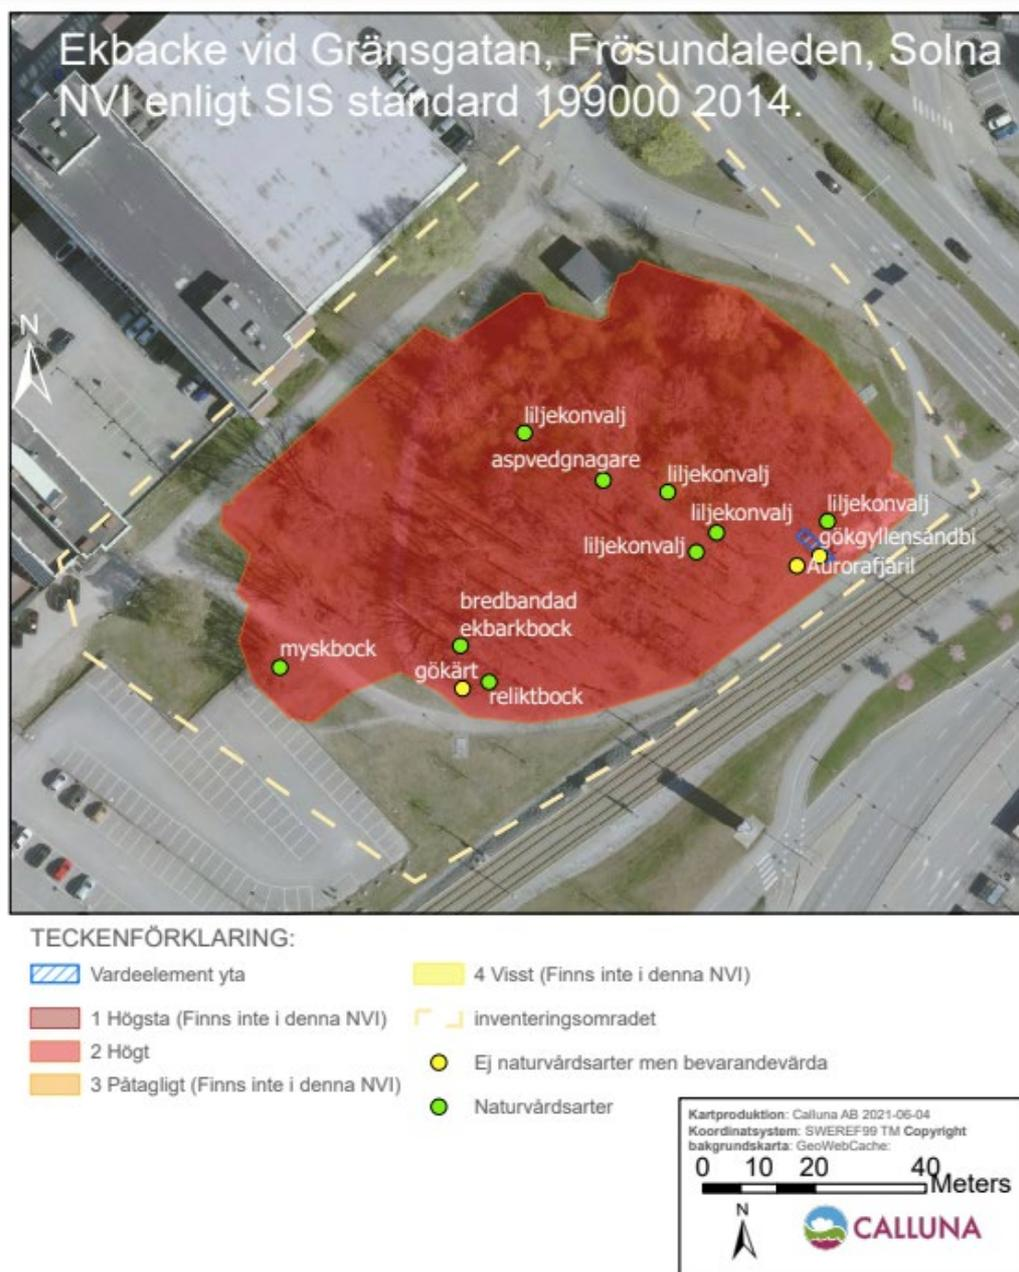 Ekbacke vid Gränsgatan, Frösundaleden, Solna
NVI enligt SIS standard 199000 2014.
N
liljekonvalj
aspvedgnagare
liljekonvalj
liljekonvalj
liljekonvalj
liljekonvalj
gökgyllensandbi
Aurorafjäril
bredbandad
ekbarkbock
myskbock
gökärt
reliktbock
TECKENFÖRKLARING:
Vardeelement yta
1 Högsta (Finns inte i denna NVI)
2 Högt
3 Påtagligt (Finns inte i denna NVI)
4 Visst (Finns inte i denna NVI)
inventeringsomradet
Ej naturvårdsarter men bevarandevärda
Naturvårdsarter
Kartproduktion: Calluna AB 2021-06-04
Koordinatsystem: SWEREF99 TM Copyright
bakgrundskarta: GeoWebCache:
0 10 20 40 Meters
N
CALLUNA